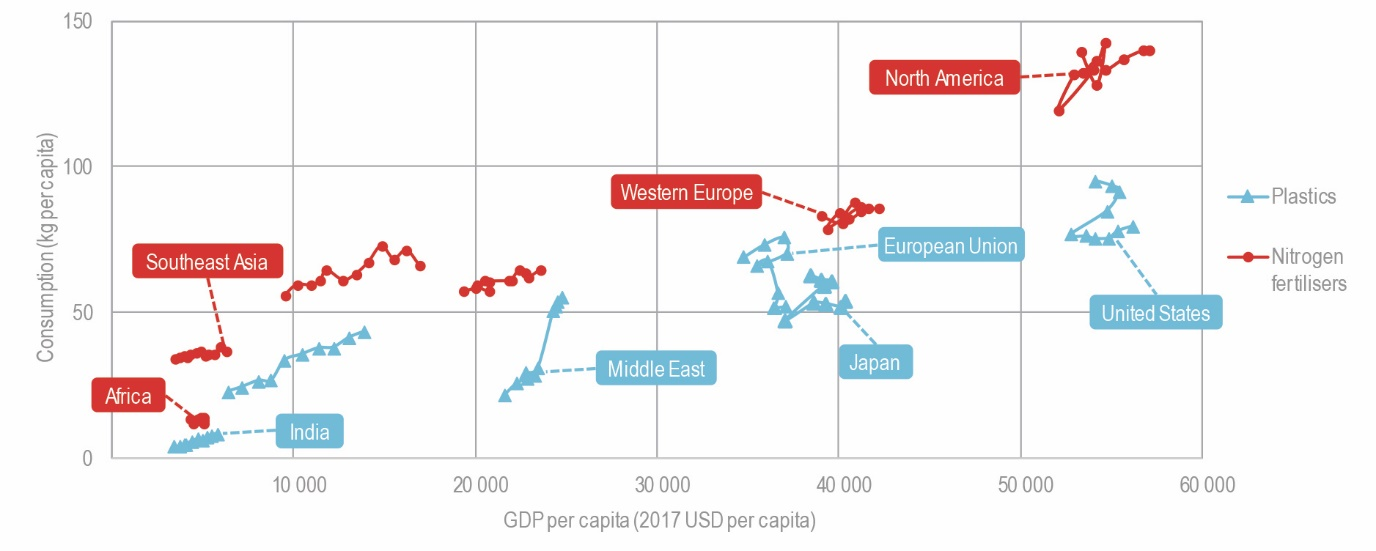 150
100
50
0
Consumption (kg per capita)
10 000
20 000
30 000
40 000
50 000
60 000
GDP per capita (2017 USD per capita)
North America
Western Europe
European Union
Southeast Asia
United States
Middle East
Japan
Africa
India
Plastics
Nitrogen
fertilisers